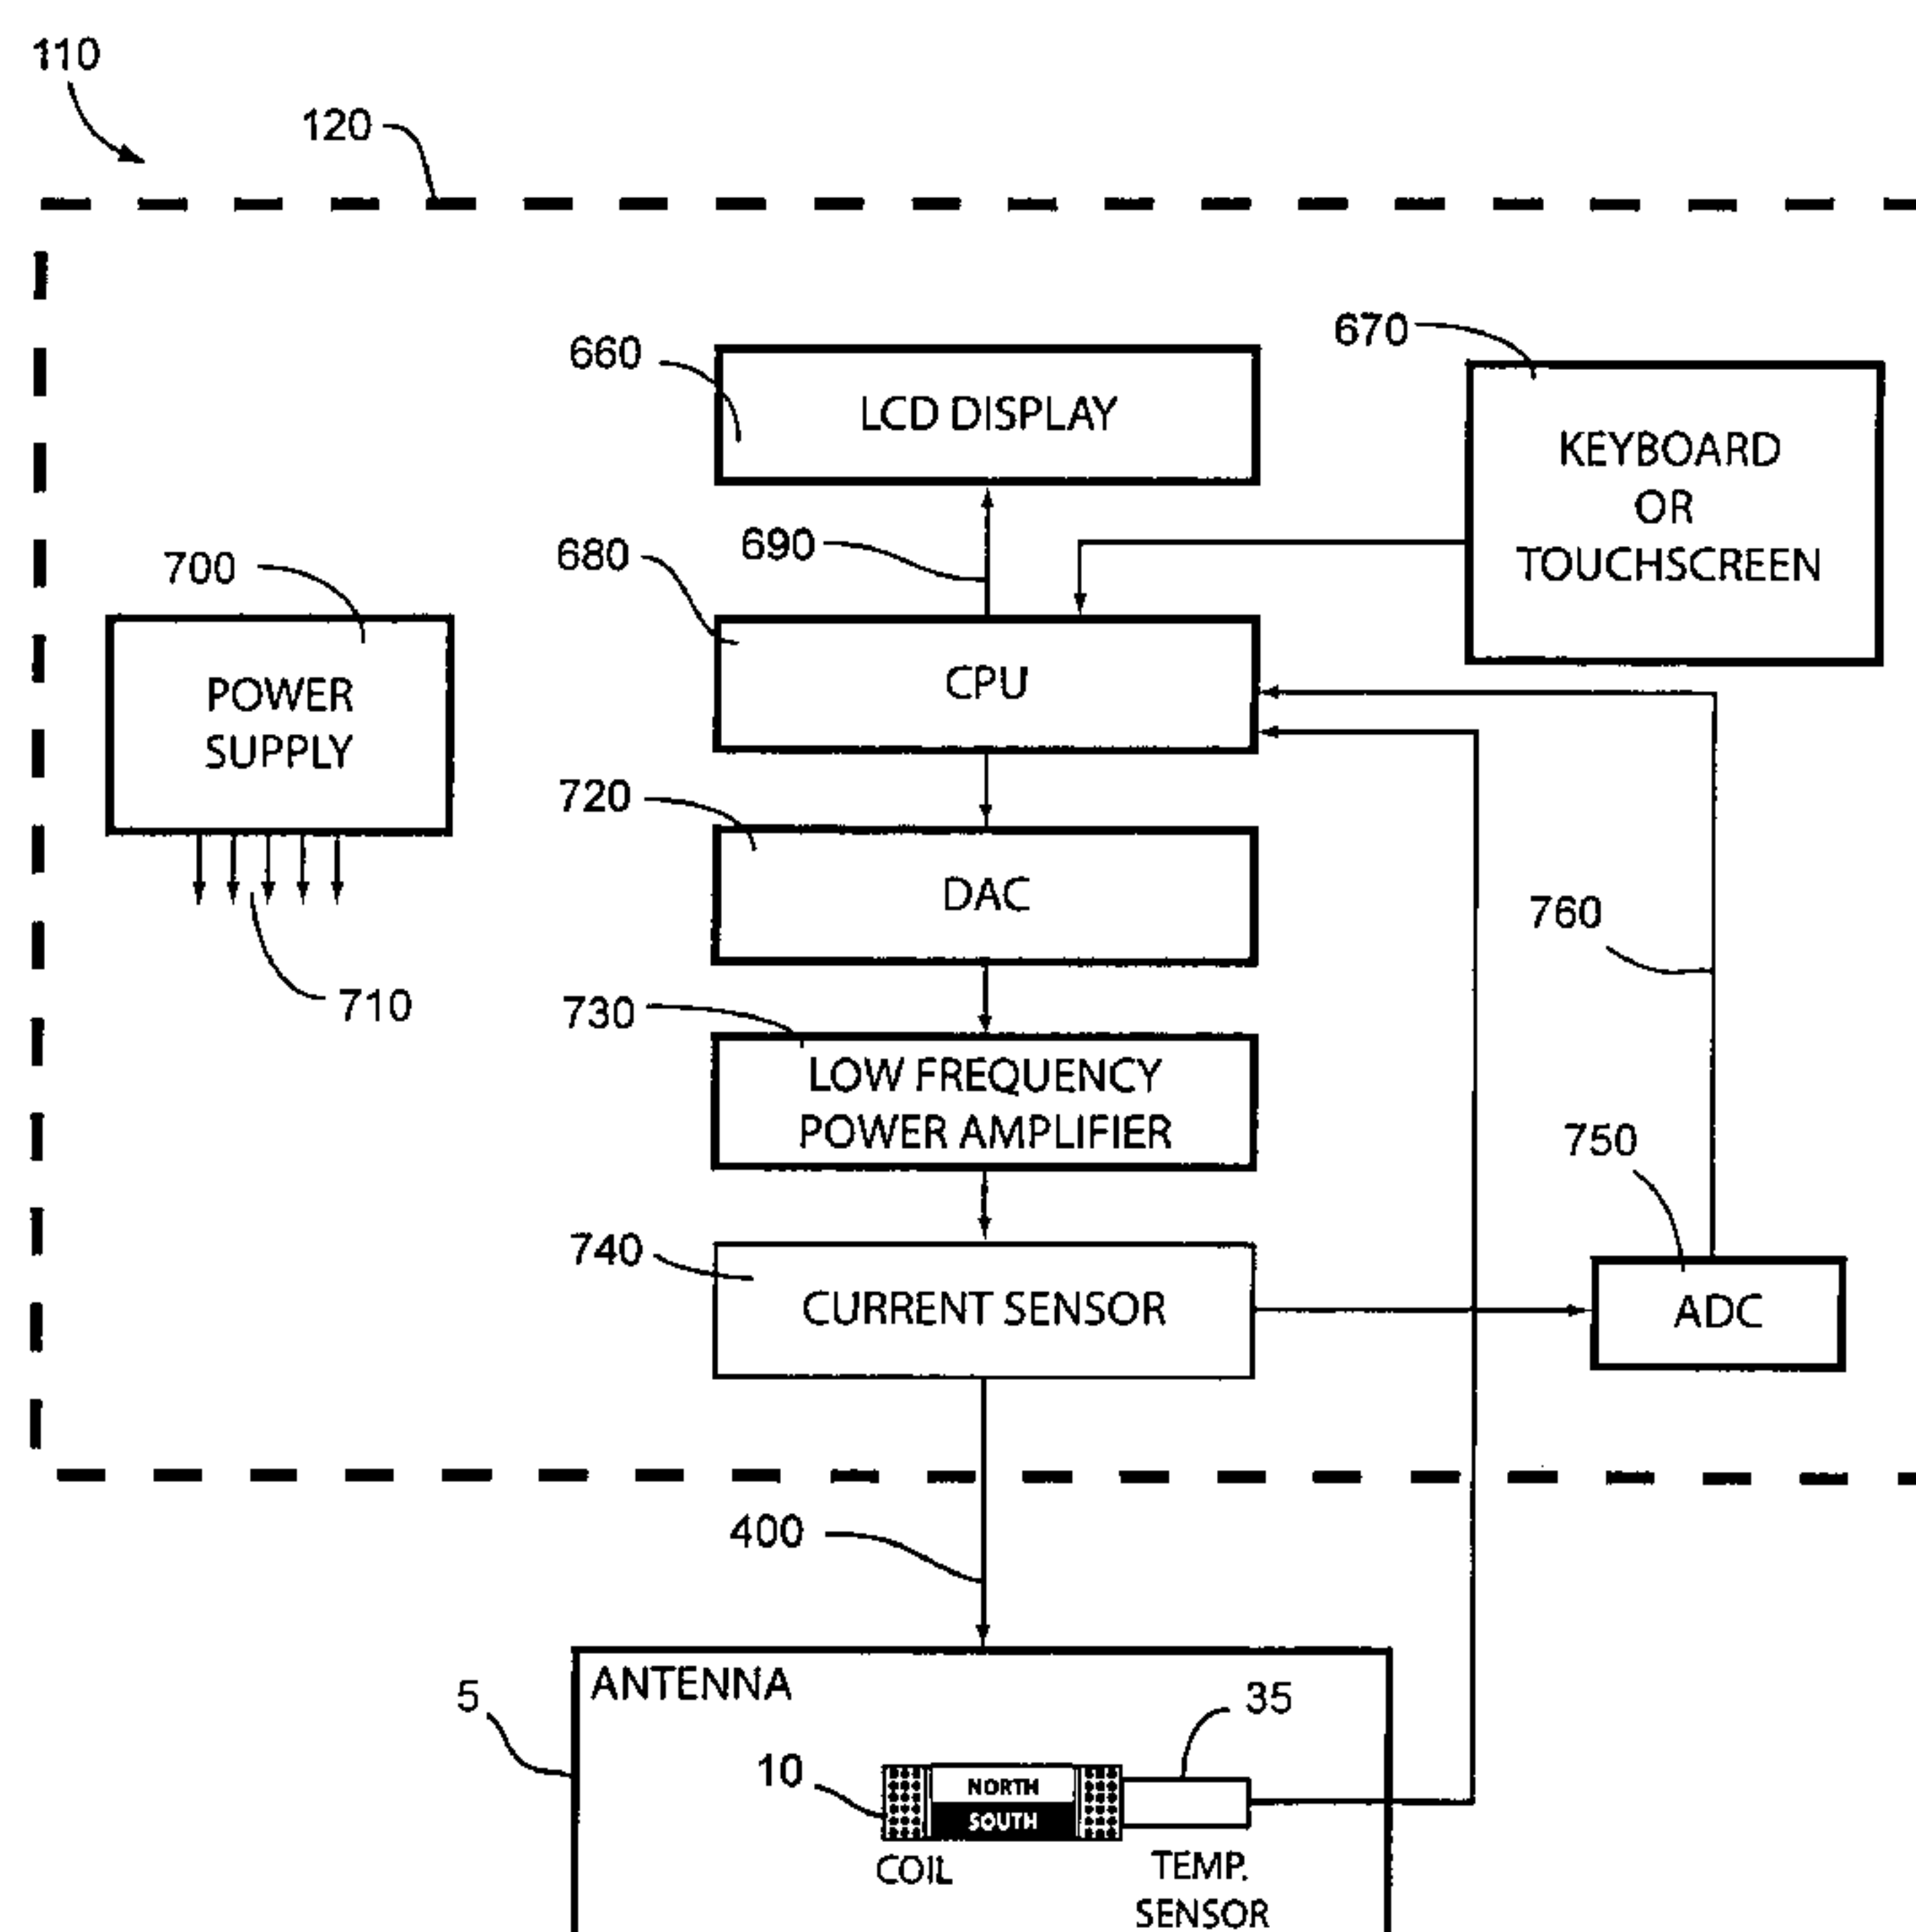 110
120
660
LCD DISPLAY
670
KEYBOARD
OR
TOUCHSCREEN
690
680
CPU
700
POWER
SUPPLY
710
720
DAC
760
730
LOW FREQUENCY
POWER AMPLIFIER
750
ADC
740
CURRENT SENSOR
400
ANTENNA
5
35
10
NORTH
SOUTH
COIL
TEMP.
SENSOR